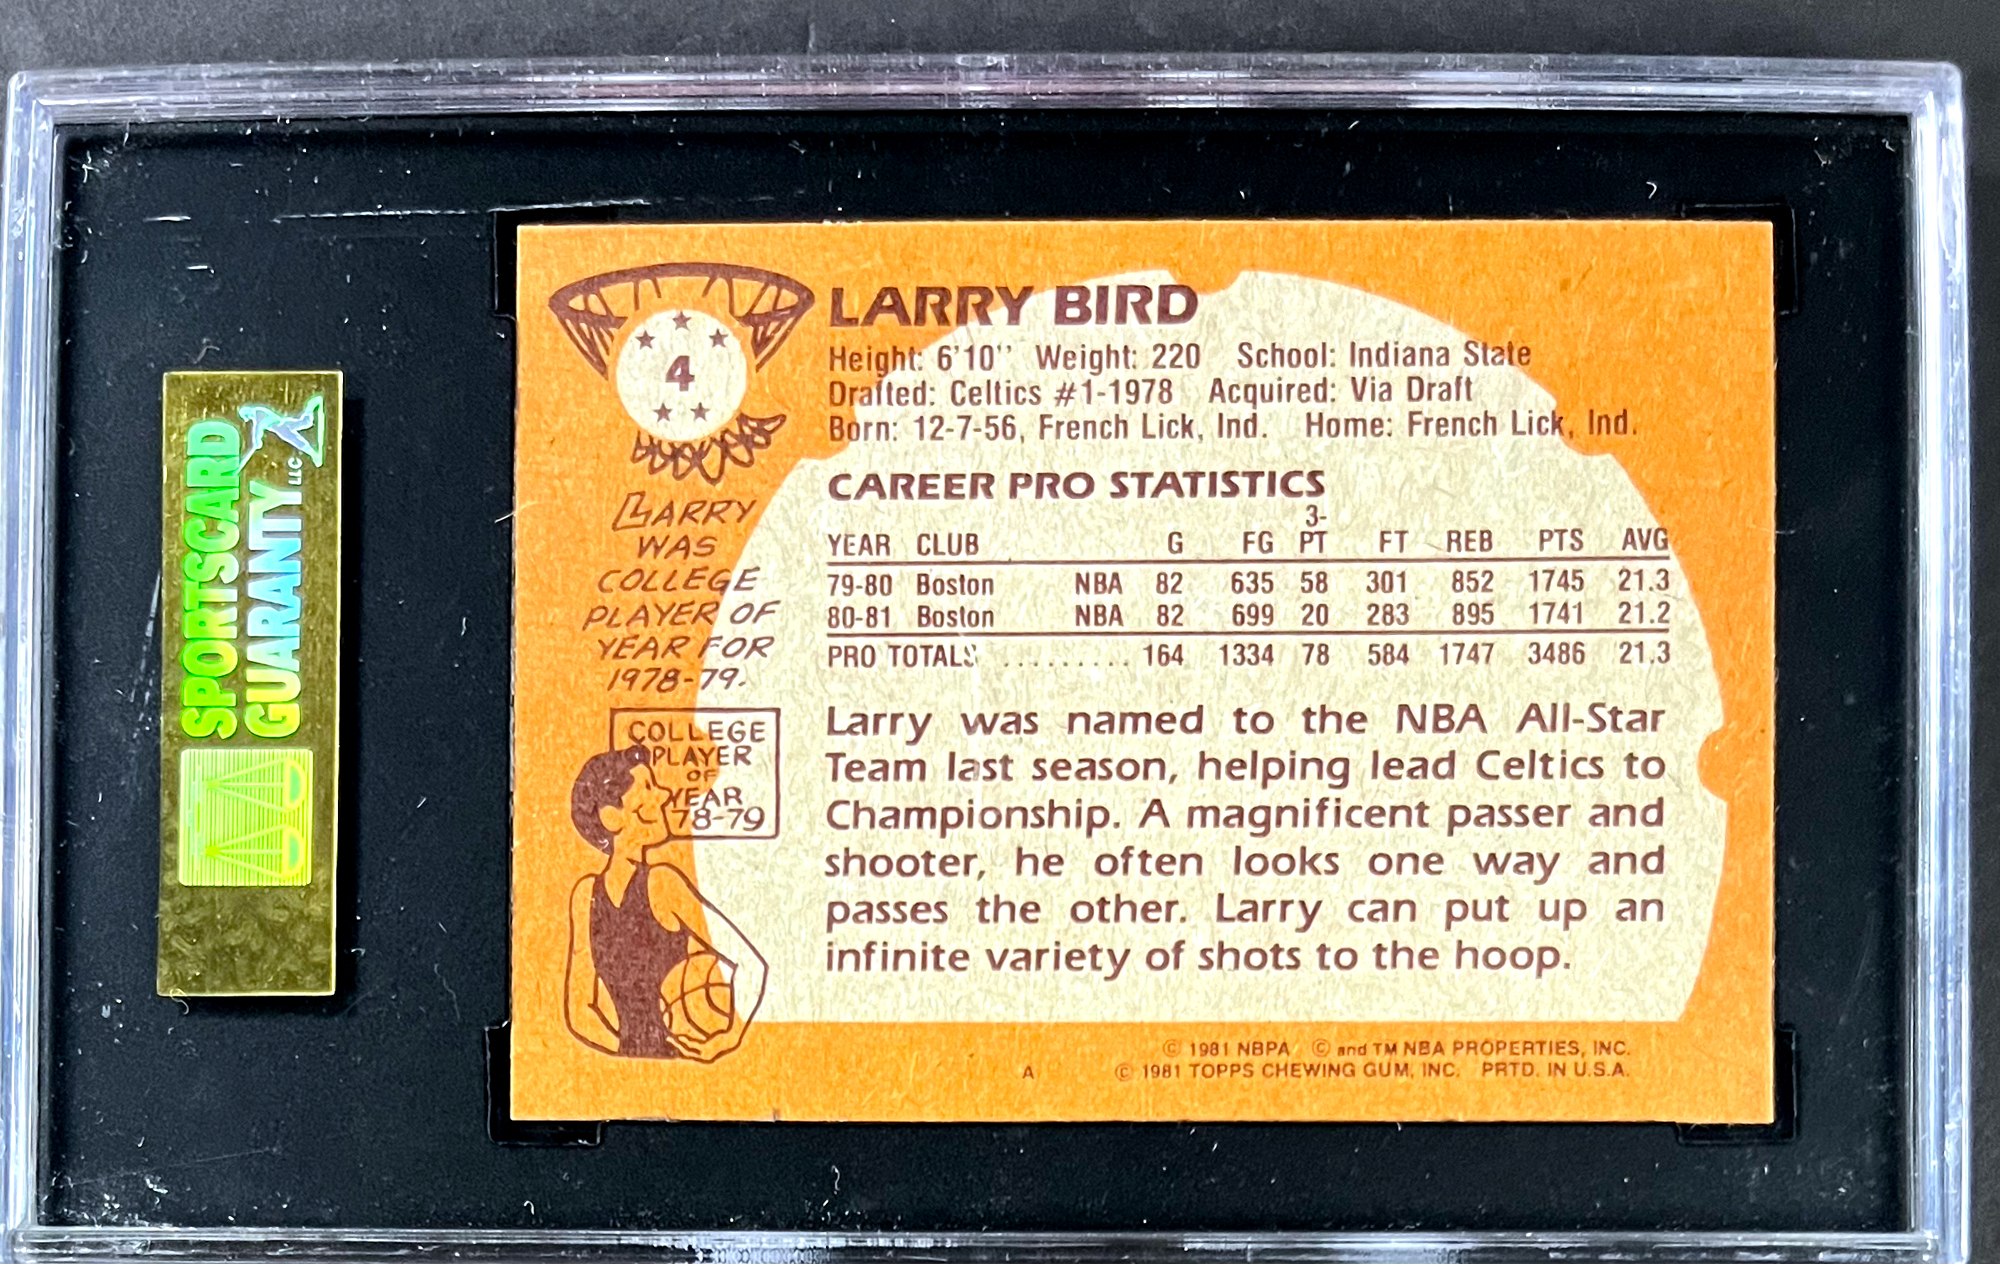 SPORTSCARD
GUARANTY LLC
4
LARRY BIRD
Height: 6'10'' Weight: 220 School: Indiana State
Drafted: Celtics #1-1978 Acquired: Via Draft
Born: 12-7-56, French Lick, Ind. Home: French Lick, Ind.
LARRY
WAS
COLLEGE
PLAYER OF
YEAR FOR
1978-79.
COLLEGE
PLAYER
OF
YEAR
78-79
CAREER PRO STATISTICS
YEAR CLUB G FG 3-PT FT REB PTS AVG
79-80 Boston NBA 82 635 58 301 852 1745 21.3
80-81 Boston NBA 82 699 20 283 895 1741 21.2
PRO TOTALS .......... 164 1334 78 584 1747 3486 21.3
Larry was named to the NBA All-Star
Team last season, helping lead Celtics to
Championship. A magnificent passer and
shooter, he often looks one way and
passes the other. Larry can put up an
infinite variety of shots to the hoop.
© 1981 NBPA © and TM NBA PROPERTIES, INC.
A © 1981 TOPPS CHEWING GUM, INC. PRTD. IN U.S.A.